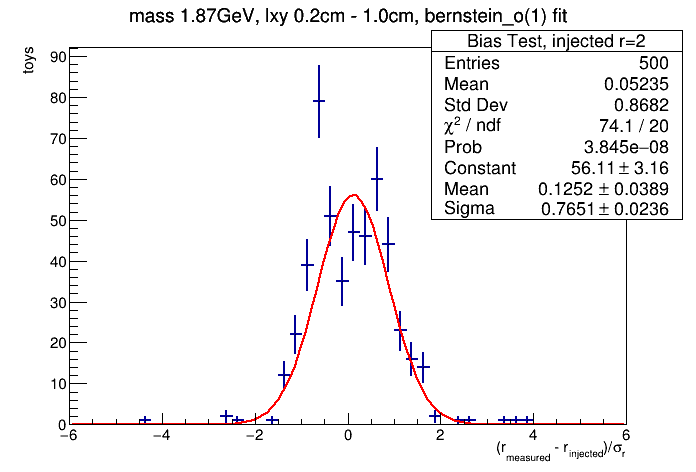 mass 1.87GeV, lxy 0.2cm - 1.0cm, bernstein_o(1) fit
Bias Test, injected r=2
Entries 500
Mean 0.05235
Std Dev 0.8682
χ² / ndf 74.1 / 20
Prob 3.845e−08
Constant 56.11 ± 3.16
Mean 0.1252 ± 0.0389
Sigma 0.7651 ± 0.0236
toys
90
80
70
60
50
40
30
20
10
0
−6 −4 −2 0 2 4 6
(r_measured - r_injected)/σ_r